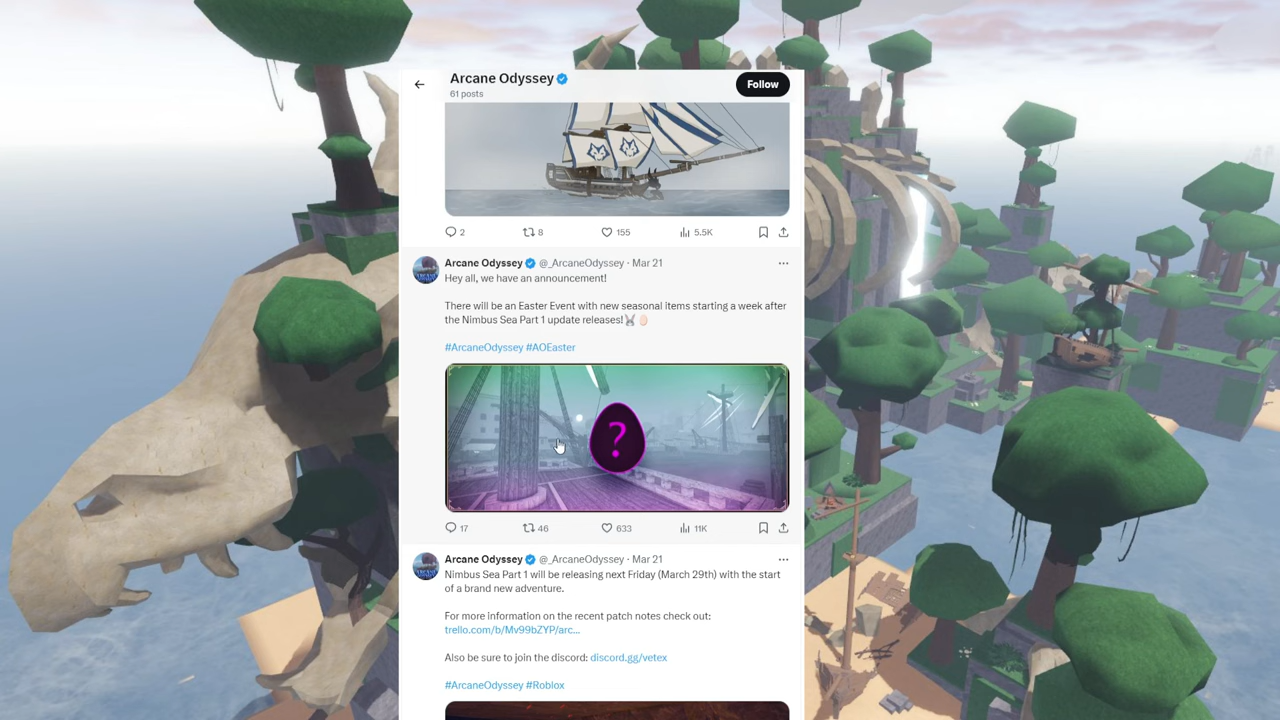 Arcane Odyssey
61 posts
Follow
2 8 155 5.5K
Arcane Odyssey @_ArcaneOdyssey · Mar 21
Hey all, we have an announcement!
There will be an Easter Event with new seasonal items starting a week after
the Nimbus Sea Part 1 update releases!🐰🥚
#ArcaneOdyssey #AOEaster
?
17 46 633 11K
Arcane Odyssey @_ArcaneOdyssey · Mar 21
Nimbus Sea Part 1 will be releasing next Friday (March 29th) with the start
of a brand new adventure.
For more information on the recent patch notes check out:
trello.com/b/Mv99bZYP/arc...
Also be sure to join the discord: discord.gg/vetex
#ArcaneOdyssey #Roblox